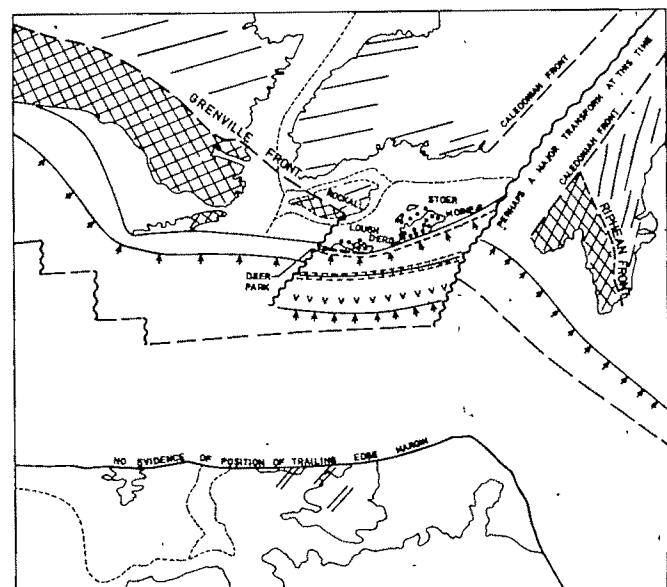 GRENVILLE FRONT
CALEDONIAN FRONT
PERHAPS A MAJOR TRANSFORM AT THIS TIME
CALEDONIAN FRONT
RIPHEAN FRONT
ROCKALL
STOER
MOINE
LOUGH
DERG
DEER
PARK
NO EVIDENCE OF POSITION OF TRAILING EDGE MARGIN